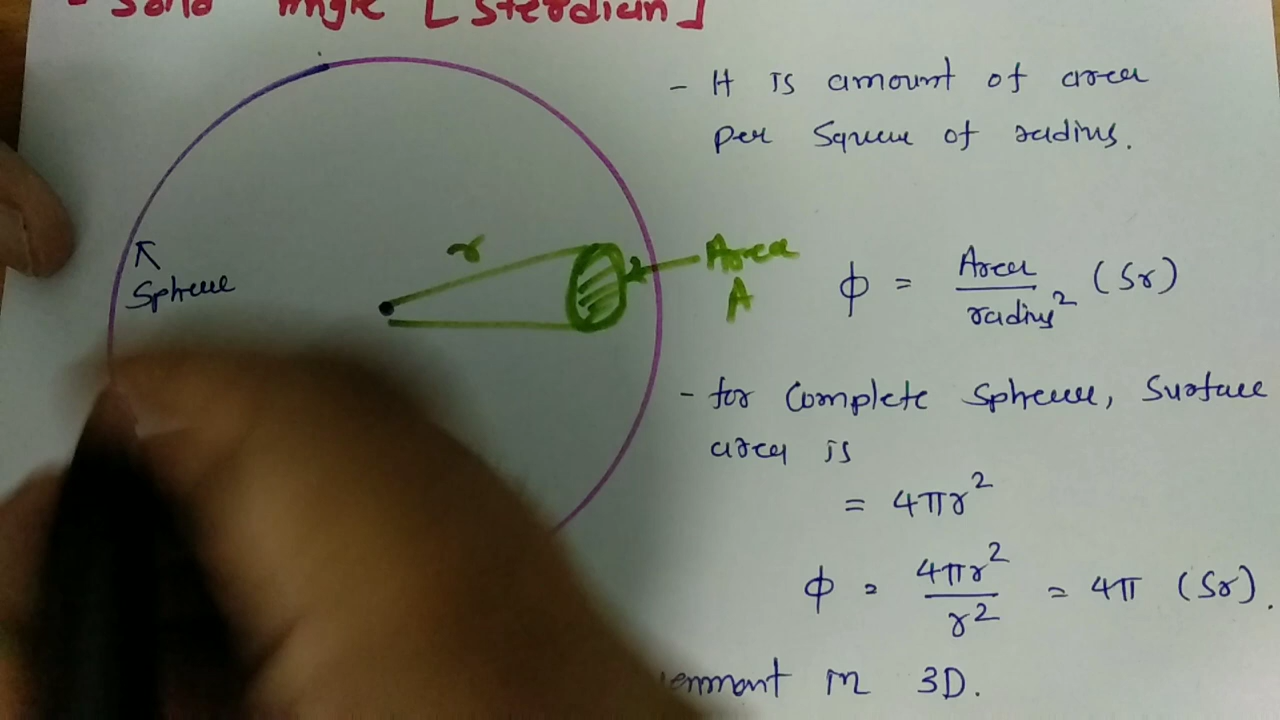 - Solid Angle [Steradian]
- It is amount of area
per square of radius.
↖
Sphere
r
Area
A
ϕ = Area / radius² (Sr)
- for complete sphere, surface
area is
= 4πr²
ϕ = 4πr² / r² = 4π (Sr).
in 3D.